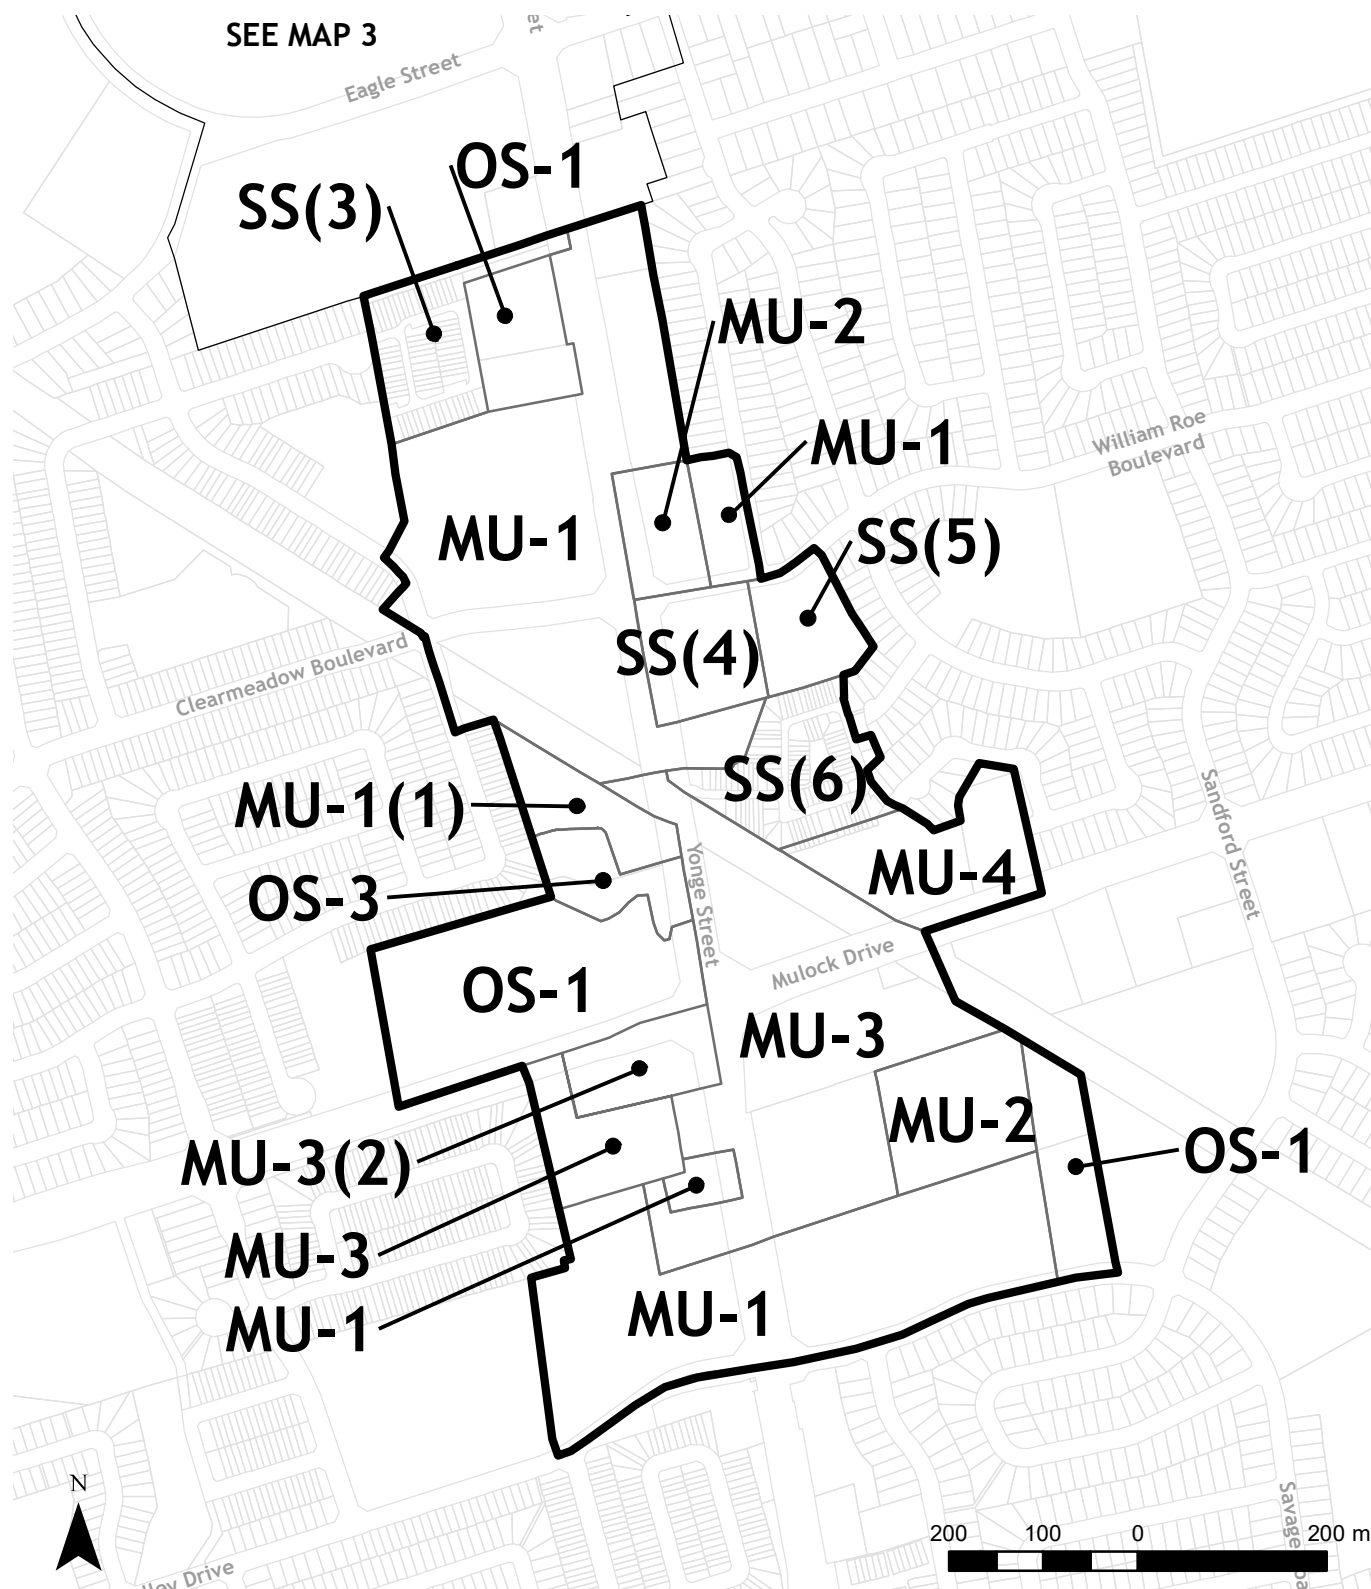 SEE MAP 3
Eagle Street
OS-1
SS(3)
MU-2
MU-1
William Roe
Boulevard
MU-1
SS(5)
SS(4)
Clearmeadow Boulevard
SS(6)
MU-1(1)
Sandford Street
OS-3
Yonge Street
MU-4
Mulock Drive
OS-1
MU-3
MU-2
OS-1
MU-3(2)
MU-3
MU-1
MU-1
N
Savage
Drive
200 100 0 200 m